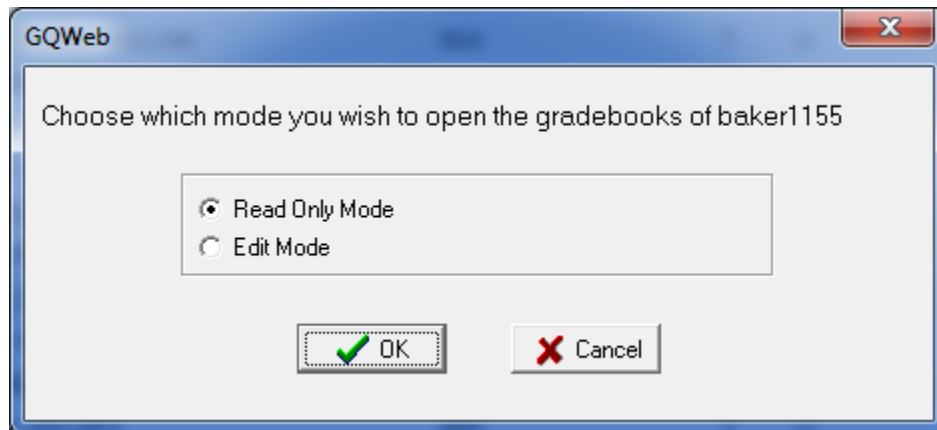 GQWeb
Choose which mode you wish to open the gradebooks of baker1155
Read Only Mode
Edit Mode
OK
Cancel